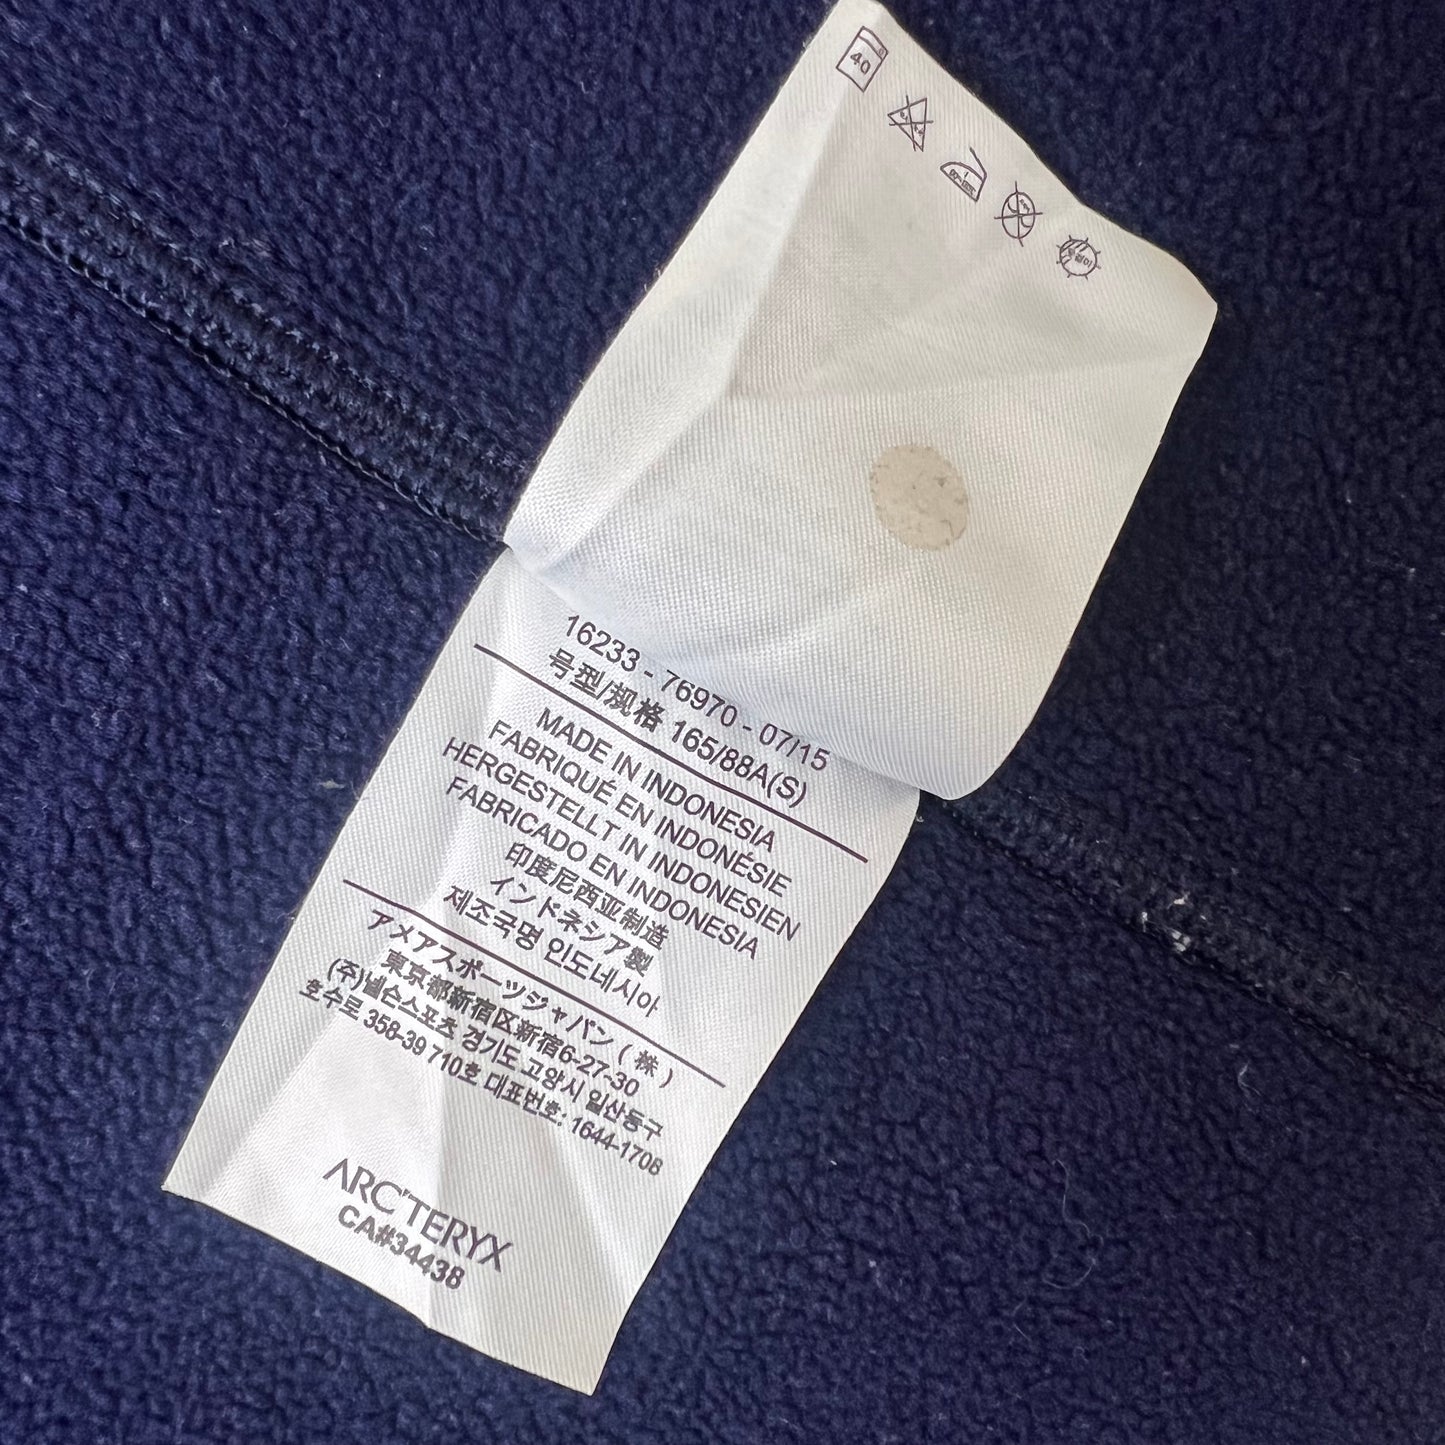 40
16233 - 76970 - 07/15
号型/规格 165/88A(S)
MADE IN INDONESIA
FABRIQUÉ EN INDONÉSIE
HERGESTELLT IN INDONESIEN
FABRICADO EN INDONESIA
印度尼西亚制造
インドネシア製
제조국명 인도네시아
アメアスポーツジャパン ( 株 )
東京都新宿区新宿6-27-30
(주)넬슨스포츠 경기도 고양시 일산동구
호수로 358-39 710호 대표번호: 1644-1708
ARC'TERYX
CA#34438